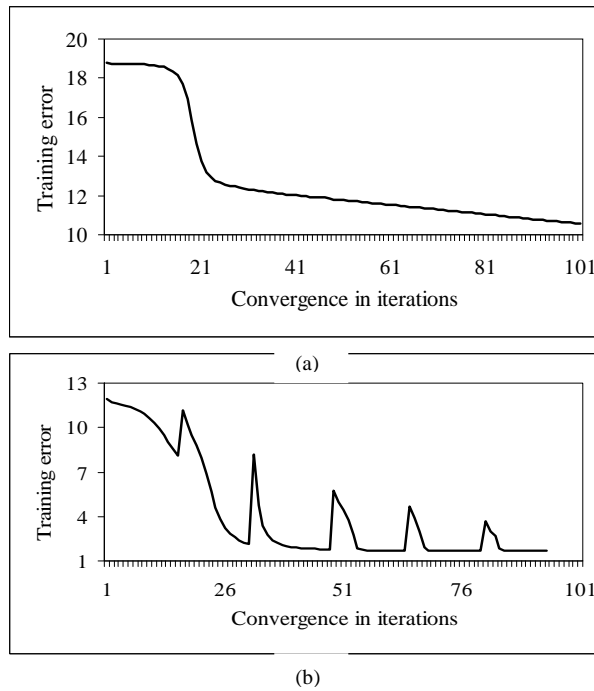 20
18
16
14
12
10
Training error
1 21 41 61 81 101
Convergence in iterations
(a)
13
10
7
4
1
Training error
1 26 51 76 101
Convergence in iterations
(b)